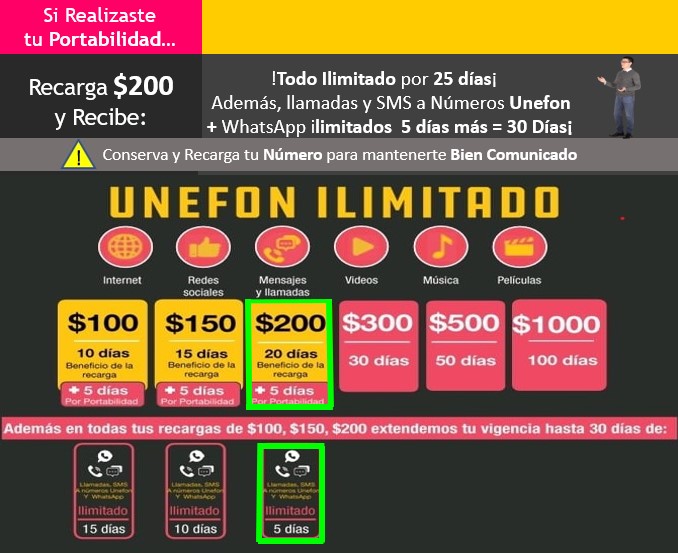 Si Realizaste
tu Portabilidad...
Recarga $200
y Recibe:
!Todo Ilimitado por 25 días¡
Además, llamadas y SMS a Números Unefon
+ WhatsApp ilimitados 5 días más = 30 Días¡
Conserva y Recarga tu Número para mantenerte Bien Comunicado
UNEFON ILIMITADO
Internet
Redes
sociales
Mensajes
y llamadas
Videos
Música
Películas
$100
10 días
Beneficio de la
recarga
+ 5 días
Por Portabilidad
$150
15 días
Beneficio de la
recarga
+ 5 días
Por Portabilidad
$200
20 días
Beneficio de la
recarga
+ 5 días
Por Portabilidad
$300
30 días
$500
50 días
$1000
100 días
Además en todas tus recargas de $100, $150, $200 extendemos tu vigencia hasta 30 días de:
Llamadas, SMS
A números Unefon
Y WhatsApp
Ilimitado
15 días
Llamadas, SMS
A números Unefon
Y WhatsApp
Ilimitado
10 días
Llamadas, SMS
A números Unefon
Y WhatsApp
Ilimitado
5 días